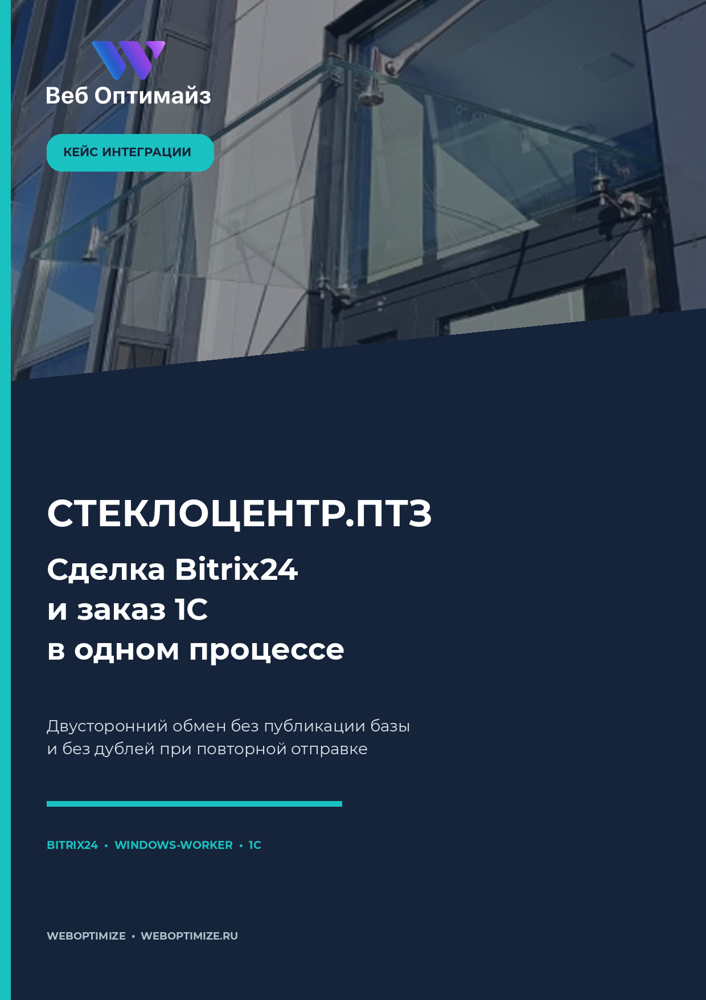 Веб Оптимайз
КЕЙС ИНТЕГРАЦИИ
СТЕКЛОЦЕНТР.ПТЗ
Сделка Bitrix24
и заказ 1С
в одном процессе
Двусторонний обмен без публикации базы
и без дублей при повторной отправке
BITRIX24 • WINDOWS-WORKER • 1С
WEBOPTIMIZE • WEBOPTIMIZE.RU